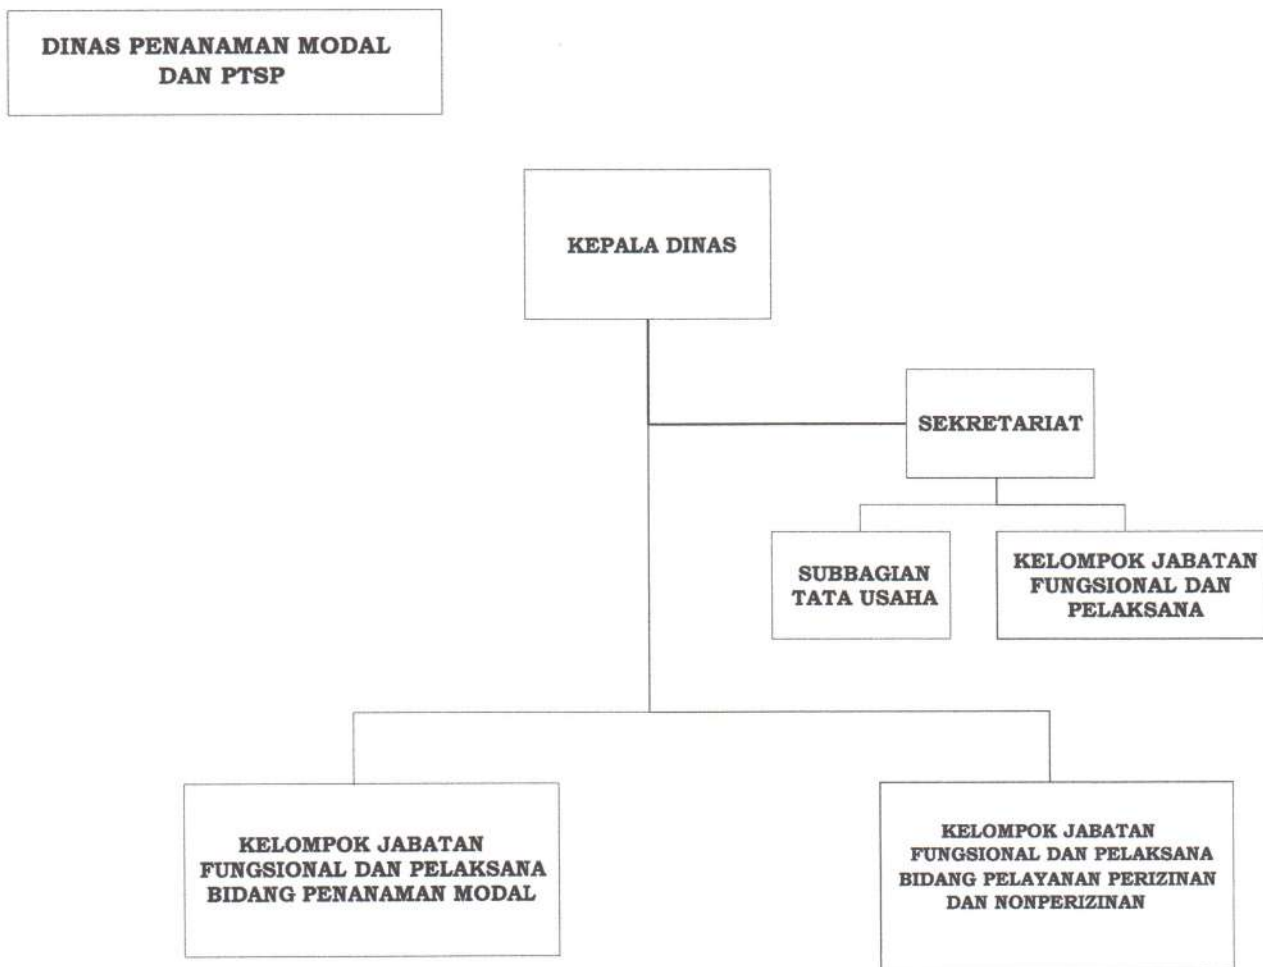 DINAS PENANAMAN MODAL
DAN PTSP
KEPALA DINAS
SEKRETARIAT
SUBBAGIAN
TATA USAHA
KELOMPOK JABATAN
FUNGSIONAL DAN
PELAKSANA
KELOMPOK JABATAN
FUNGSIONAL DAN PELAKSANA
BIDANG PENANAMAN MODAL
KELOMPOK JABATAN
FUNGSIONAL DAN PELAKSANA
BIDANG PELAYANAN PERIZINAN
DAN NONPERIZINAN